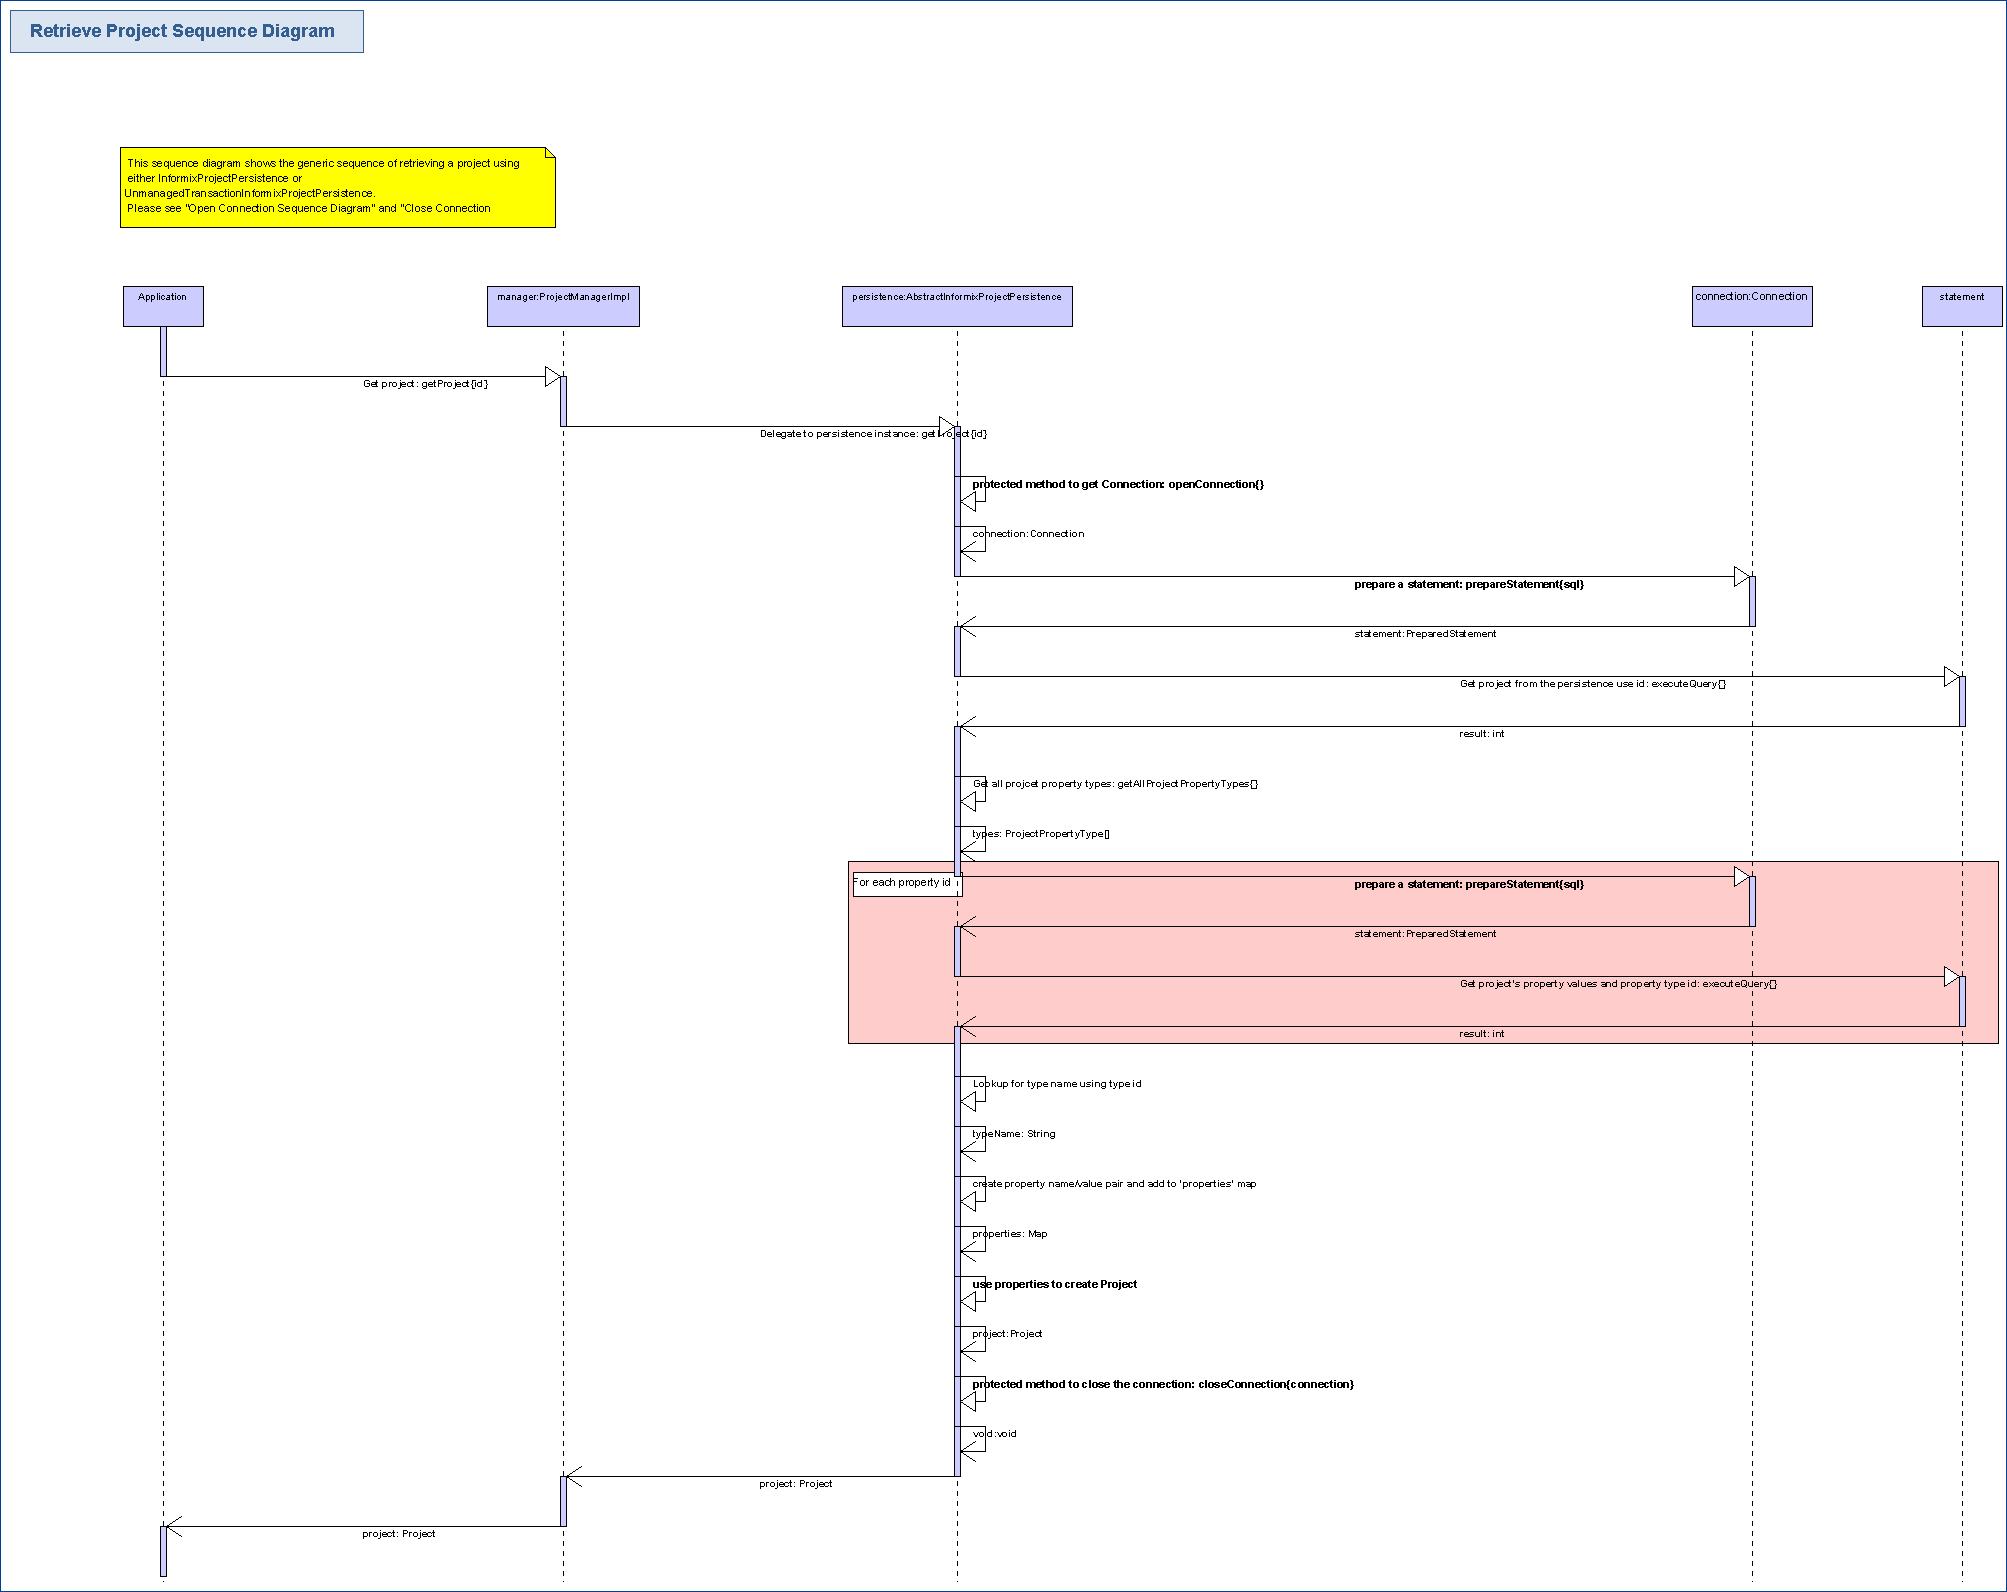 Retrieve Project Sequence Diagram
This sequence diagram shows the generic sequence of retrieving a project using
either InformixProjectPersistence or
UnmanagedTransactionInformixProjectPersistence.
Please see "Open Connection Sequence Diagram" and "Close Connection
Application
manager:ProjectManagerImpl
persistence:AbstractInformixProjectPersistence
connection:Connection
statement
Get project: getProject{id}
Delegate to persistence instance: getProject{id}
protected method to get Connection: openConnection{}
connection:Connection
prepare a statement: prepareStatement{sql}
statement:PreparedStatement
Get project from the persistence use id: executeQuery{}
result: int
Get all projcet property types: getAllProjectPropertyTypes{}
types: ProjectPropertyType[]
For each property id
prepare a statement: prepareStatement{sql}
statement:PreparedStatement
Get project's property values and property type id: executeQuery{}
result: int
Lookup for type name using type id
typeName: String
create property name/value pair and add to 'properties' map
properties: Map
use properties to create Project
project:Project
protected method to close the connection: closeConnection{connection}
void:void
project: Project
project: Project